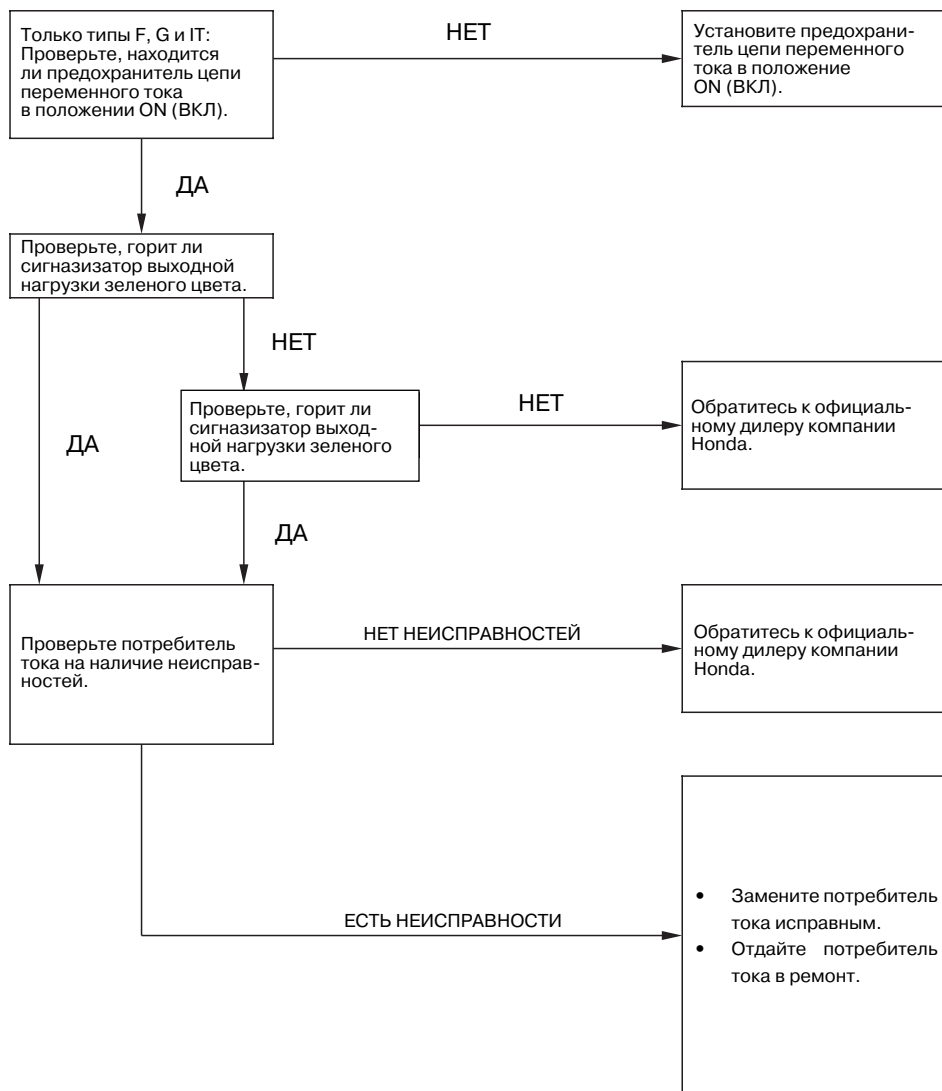 Только типы F, G и IT:
Проверьте, находится
ли предохранитель цепи
переменного тока
в положении ON (ВКЛ).
НЕТ
Установите предохрани-
тель цепи переменного
тока в положение
ON (ВКЛ).
ДА
Проверьте, горит ли
сигназизатор выходной
нагрузки зеленого цвета.
НЕТ
ДА
Проверьте, горит ли
сигназизатор выход-
ной нагрузки зеленого
цвета.
НЕТ
Обратитесь к официаль-
ному дилеру компании
Honda.
ДА
Проверьте потребитель
тока на наличие неисправ-
ностей.
НЕТ НЕИСПРАВНОСТЕЙ
Обратитесь к официаль-
ному дилеру компании
Honda.
ЕСТЬ НЕИСПРАВНОСТИ
• Замените потребитель
тока исправным.
• Отдайте потребитель
тока в ремонт.